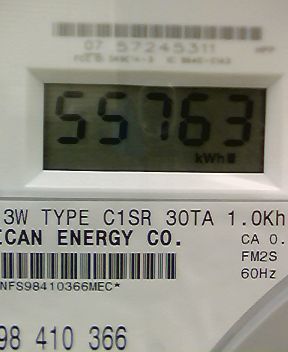 07 57245311
55763
kWh
3W TYPE C1SR 30TA 1.0Kh
ICAN ENERGY CO.
CA 0.
FM2S
60Hz
NFS98410366MEC*
98 410 366